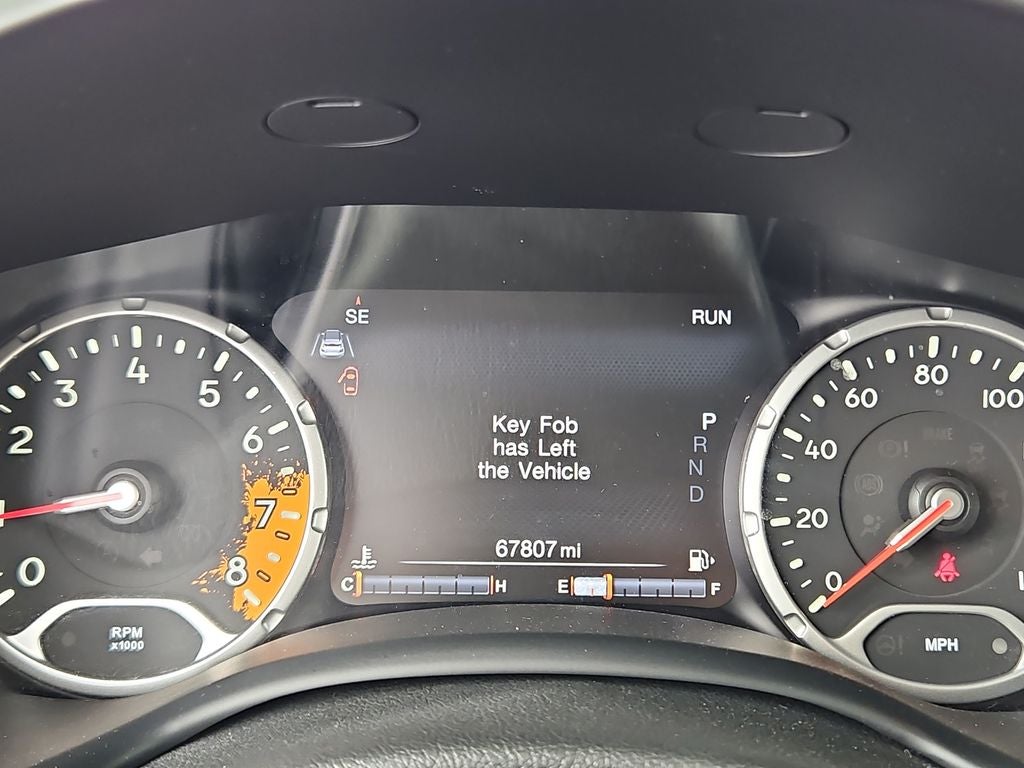 SE
RUN
Key Fob
has Left
the Vehicle
P
R
N
D
67807 mi
C
H
E
F
0
2
3
4
5
6
7
8
RPM
x1000
0
20
40
60
80
100
BRAKE
ABS
MPH